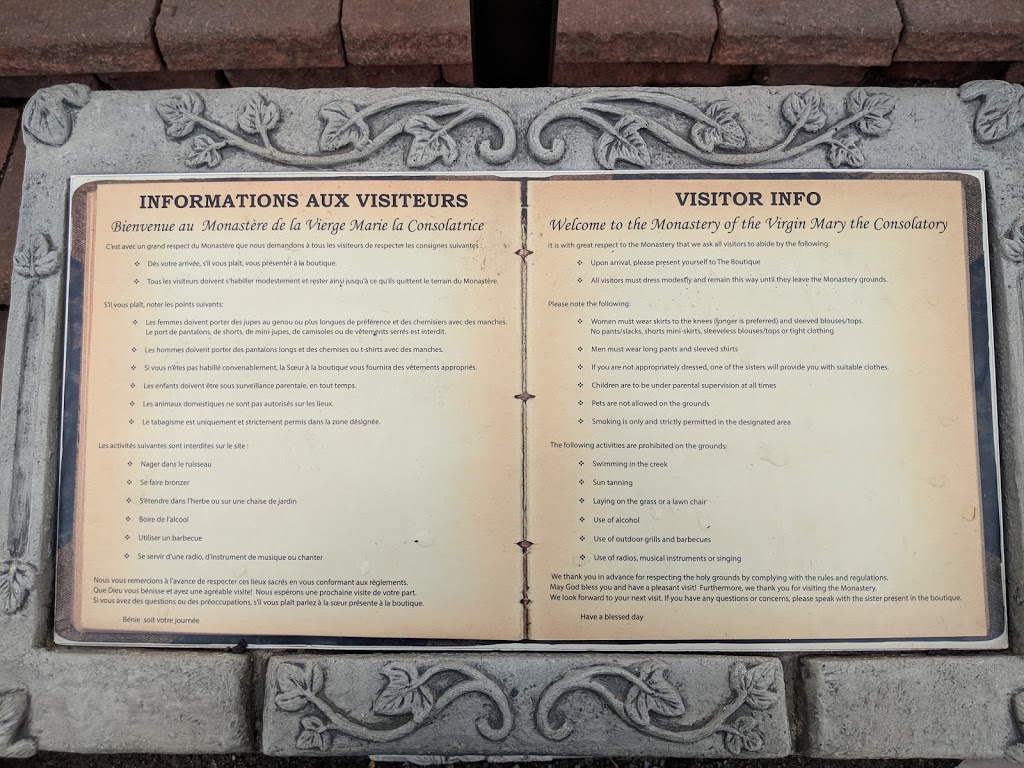 INFORMATIONS AUX VISITEURS
Bienvenue au Monastère de la Vierge Marie la Consolatrice
C'est avec un grand respect du Monastère que nous demandons à tous les visiteurs de respecter les consignes suivantes :
❖ Dès votre arrivée, s'il vous plaît, vous présenter à la boutique.
❖ Tous les visiteurs doivent s'habiller modestement et rester ainsi jusqu'à ce qu'ils quittent le terrain du Monastère.
S'il vous plaît, noter les points suivants:
❖ Les femmes doivent porter des jupes au genou ou plus longues de préférence et des chemisiers avec des manches.
Le port de pantalons, de shorts, de mini-jupes, de camisoles ou de vêtements serrés est interdit.
❖ Les hommes doivent porter des pantalons longs et des chemises ou t-shirts avec des manches.
❖ Si vous n'êtes pas habillé convenablement, la Sœur à la boutique vous fournira des vêtements appropriés.
❖ Les enfants doivent être sous surveillance parentale, en tout temps.
❖ Les animaux domestiques ne sont pas autorisés sur les lieux.
❖ Le tabagisme est uniquement et strictement permis dans la zone désignée.
Les activités suivantes sont interdites sur le site :
❖ Nager dans le ruisseau
❖ Se faire bronzer
❖ S'étendre dans l'herbe ou sur une chaise de jardin
❖ Boire de l'alcool
❖ Utiliser un barbecue
❖ Se servir d'une radio, d'instrument de musique ou chanter
Nous vous remercions à l'avance de respecter ces lieux sacrés en vous conformant aux règlements.
Que Dieu vous bénisse et ayez une agréable visite! Nous espérons une prochaine visite de votre part.
Si vous avez des questions ou des préoccupations, s'il vous plaît parlez à la sœur présente à la boutique.
Bénie soit votre journée
VISITOR INFO
Welcome to the Monastery of the Virgin Mary the Consolatory
It is with great respect to the Monastery that we ask all visitors to abide by the following:
❖ Upon arrival, please present yourself to The Boutique
❖ All visitors must dress modestly and remain this way until they leave the Monastery grounds.
Please note the following:
❖ Women must wear skirts to the knees (longer is preferred) and sleeved blouses/tops.
No pants/slacks, shorts mini-skirts, sleeveless blouses/tops or tight clothing
❖ Men must wear long pants and sleeved shirts
❖ If you are not appropriately dressed, one of the sisters will provide you with suitable clothes.
❖ Children are to be under parental supervision at all times
❖ Pets are not allowed on the grounds
❖ Smoking is only and strictly permitted in the designated area
The following activities are prohibited on the grounds:
❖ Swimming in the creek
❖ Sun tanning
❖ Laying on the grass or a lawn chair
❖ Use of alcohol
❖ Use of outdoor grills and barbecues
❖ Use of radios, musical instruments or singing
We thank you in advance for respecting the holy grounds by complying with the rules and regulations.
May God bless you and have a pleasant visit! Furthermore, we thank you for visiting the Monastery.
We look forward to your next visit. If you have any questions or concerns, please speak with the sister present in the boutique.
Have a blessed day